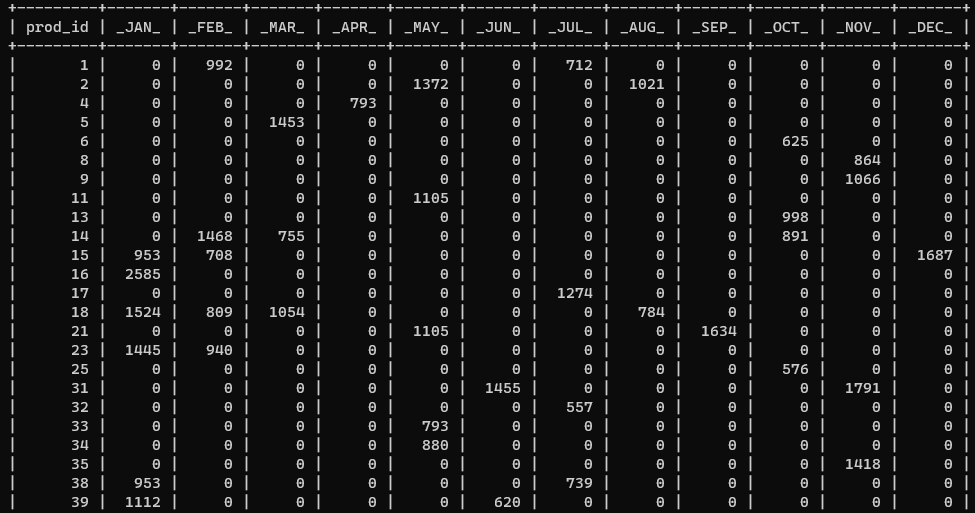 +---------+-------+-------+-------+-------+-------+-------+-------+-------+-------+-------+-------+-------+
| prod_id | _JAN_ | _FEB_ | _MAR_ | _APR_ | _MAY_ | _JUN_ | _JUL_ | _AUG_ | _SEP_ | _OCT_ | _NOV_ | _DEC_ |
+---------+-------+-------+-------+-------+-------+-------+-------+-------+-------+-------+-------+-------+
|       1 |     0 |   992 |     0 |     0 |     0 |     0 |   712 |     0 |     0 |     0 |     0 |     0 |
|       2 |     0 |     0 |     0 |     0 |  1372 |     0 |     0 |  1021 |     0 |     0 |     0 |     0 |
|       4 |     0 |     0 |     0 |   793 |     0 |     0 |     0 |     0 |     0 |     0 |     0 |     0 |
|       5 |     0 |     0 |  1453 |     0 |     0 |     0 |     0 |     0 |     0 |     0 |     0 |     0 |
|       6 |     0 |     0 |     0 |     0 |     0 |     0 |     0 |     0 |     0 |   625 |     0 |     0 |
|       8 |     0 |     0 |     0 |     0 |     0 |     0 |     0 |     0 |     0 |     0 |   864 |     0 |
|       9 |     0 |     0 |     0 |     0 |     0 |     0 |     0 |     0 |     0 |     0 |  1066 |     0 |
|      11 |     0 |     0 |     0 |     0 |  1105 |     0 |     0 |     0 |     0 |     0 |     0 |     0 |
|      13 |     0 |     0 |     0 |     0 |     0 |     0 |     0 |     0 |     0 |   998 |     0 |     0 |
|      14 |     0 |  1468 |   755 |     0 |     0 |     0 |     0 |     0 |     0 |   891 |     0 |     0 |
|      15 |   953 |   708 |     0 |     0 |     0 |     0 |     0 |     0 |     0 |     0 |     0 |  1687 |
|      16 |  2585 |     0 |     0 |     0 |     0 |     0 |     0 |     0 |     0 |     0 |     0 |     0 |
|      17 |     0 |     0 |     0 |     0 |     0 |     0 |  1274 |     0 |     0 |     0 |     0 |     0 |
|      18 |  1524 |   809 |  1054 |     0 |     0 |     0 |     0 |   784 |     0 |     0 |     0 |     0 |
|      21 |     0 |     0 |     0 |     0 |  1105 |     0 |     0 |     0 |  1634 |     0 |     0 |     0 |
|      23 |  1445 |   940 |     0 |     0 |     0 |     0 |     0 |     0 |     0 |     0 |     0 |     0 |
|      25 |     0 |     0 |     0 |     0 |     0 |     0 |     0 |     0 |     0 |   576 |     0 |     0 |
|      31 |     0 |     0 |     0 |     0 |     0 |  1455 |     0 |     0 |     0 |     0 |  1791 |     0 |
|      32 |     0 |     0 |     0 |     0 |     0 |     0 |   557 |     0 |     0 |     0 |     0 |     0 |
|      33 |     0 |     0 |     0 |     0 |   793 |     0 |     0 |     0 |     0 |     0 |     0 |     0 |
|      34 |     0 |     0 |     0 |     0 |   880 |     0 |     0 |     0 |     0 |     0 |     0 |     0 |
|      35 |     0 |     0 |     0 |     0 |     0 |     0 |     0 |     0 |     0 |     0 |  1418 |     0 |
|      38 |   953 |     0 |     0 |     0 |     0 |     0 |   739 |     0 |     0 |     0 |     0 |     0 |
|      39 |  1112 |     0 |     0 |     0 |     0 |   620 |     0 |     0 |     0 |     0 |     0 |     0 |